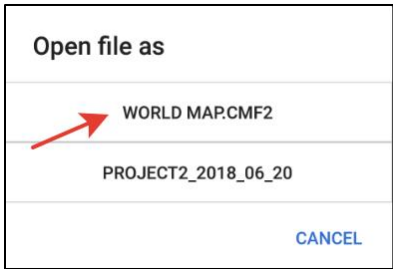 Open file as
WORLD MAP.CMF2
PROJECT2_2018_06_20
CANCEL